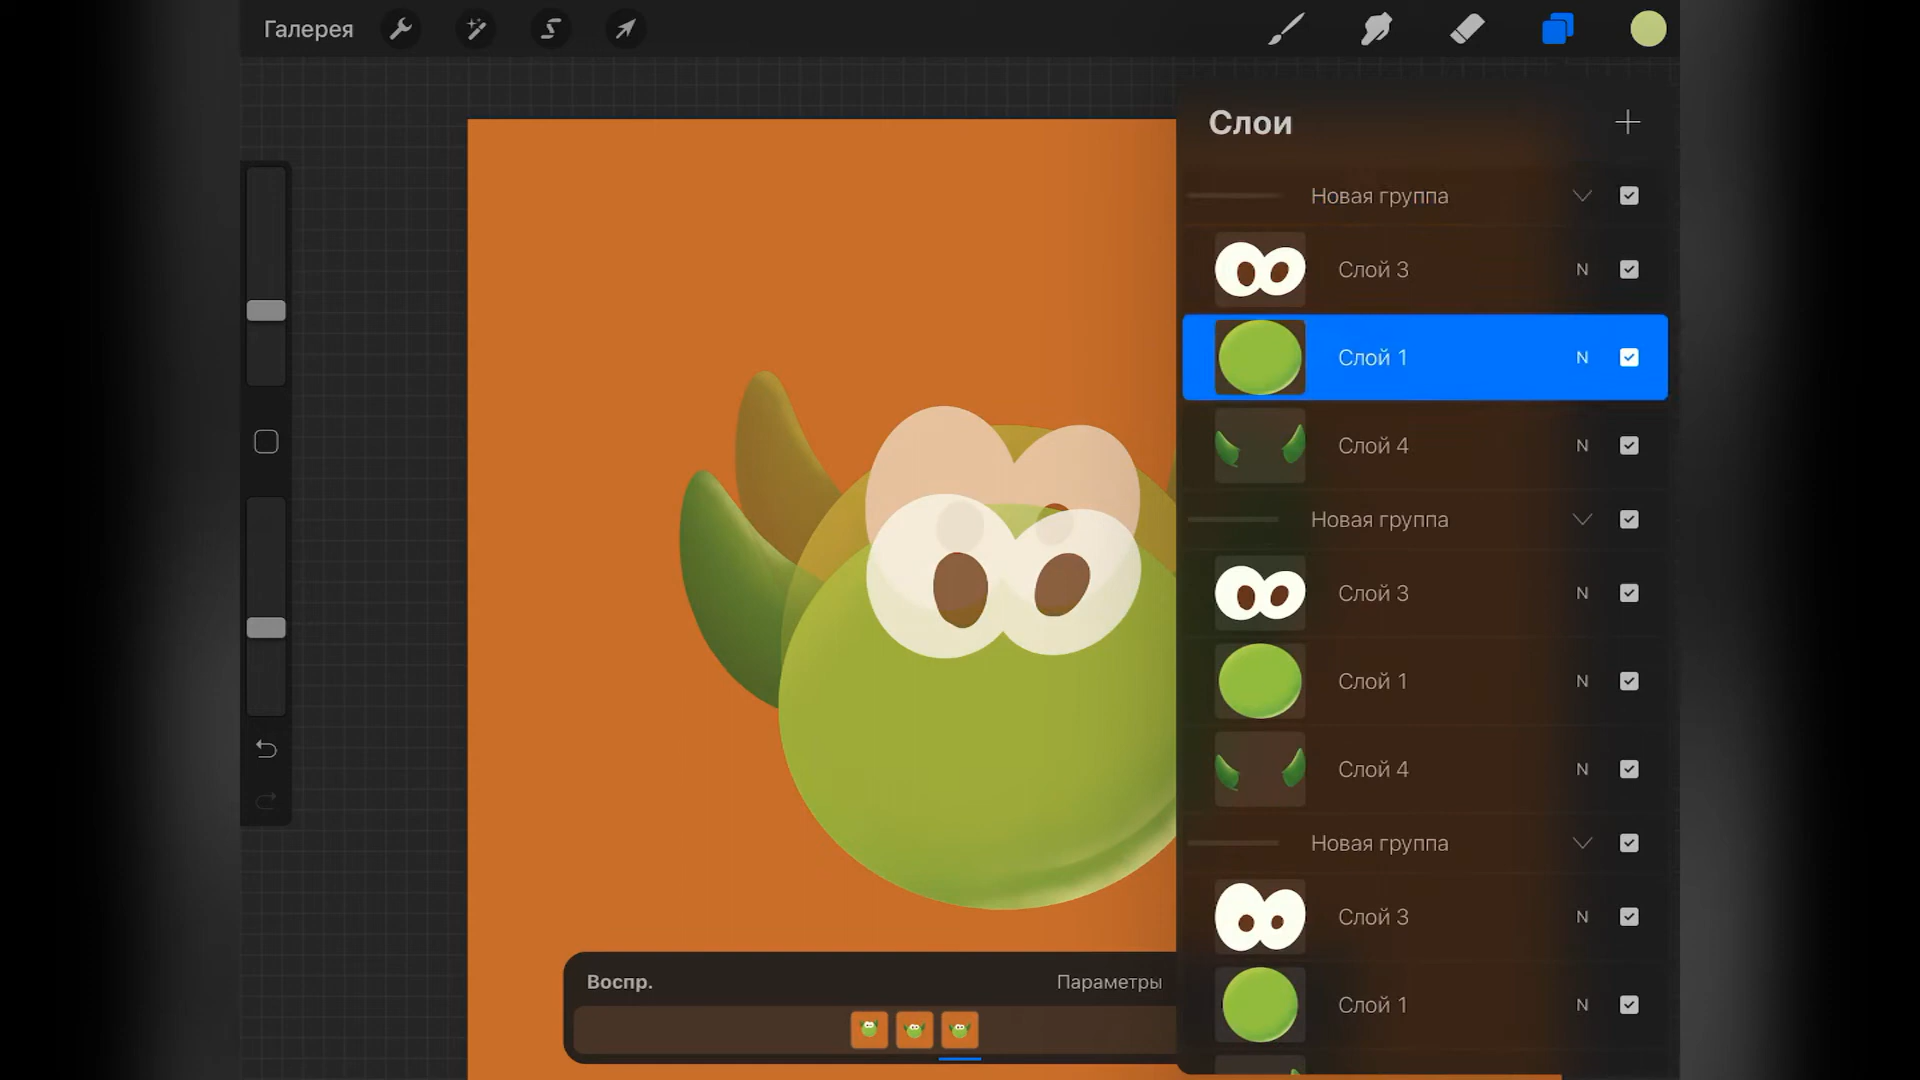 Галерея
Слои
Новая группа
Слой 3 N
Слой 1 N
Слой 4 N
Новая группа
Слой 3 N
Слой 1 N
Слой 4 N
Новая группа
Слой 3 N
Слой 1 N
Воспр. Параметры